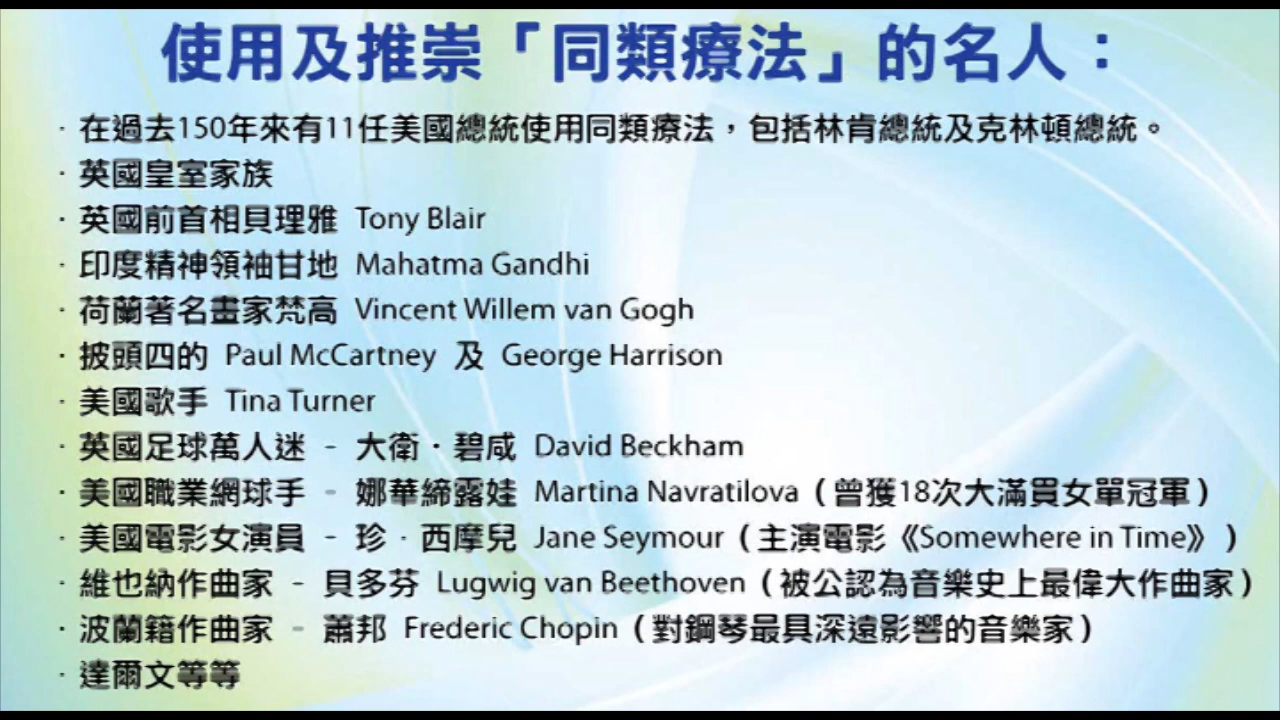 使用及推崇「同類療法」的名人：
· 在過去150年來有11任美國總統使用同類療法，包括林肯總統及克林頓總統。
· 英國皇室家族
· 英國前首相貝理雅 Tony Blair
· 印度精神領袖甘地 Mahatma Gandhi
· 荷蘭著名畫家梵高 Vincent Willem van Gogh
· 披頭四的 Paul McCartney 及 George Harrison
· 美國歌手 Tina Turner
· 英國足球萬人迷 - 大衛·碧咸 David Beckham
· 美國職業網球手 - 娜華締露娃 Martina Navratilova（曾獲18次大滿貫女單冠軍）
· 美國電影女演員 - 珍·西摩兒 Jane Seymour（主演電影《Somewhere in Time》）
· 維也納作曲家 - 貝多芬 Lugwig van Beethoven（被公認為音樂史上最偉大作曲家）
· 波蘭籍作曲家 - 蕭邦 Frederic Chopin（對鋼琴最具深遠影響的音樂家）
· 達爾文等等